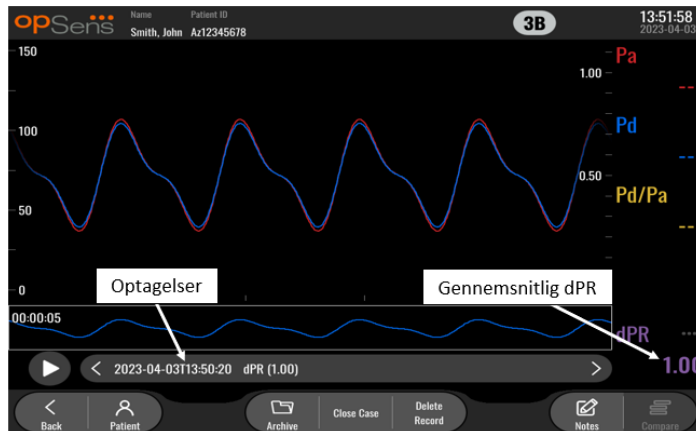 opSens
Name Patient ID
Smith, John Az12345678
3B
13:51:58
2023-04-03
150
1.00
Pa
--
100
Pd
--
0.50
Pd/Pa
--
50
0
Optagelser
Gennemsnitlig dPR
00:00:05
dPR
---
1.00
2023-04-03T13:50:20 dPR (1.00)
Back
Patient
Archive
Close Case
Delete
Record
Notes
Compare